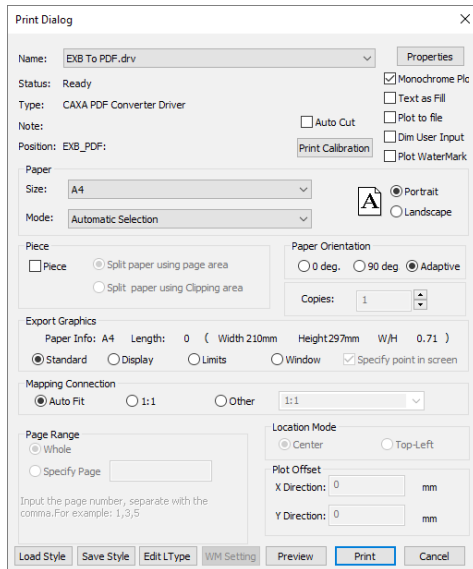 Print Dialog
Name: EXB To PDF.drv Properties
Status: Ready Monochrome Plc
Type: CAXA PDF Converter Driver Text as Fill
Note: Auto Cut Plot to file
Position: EXB_PDF: Print Calibration Dim User Input
Plot WaterMark
Paper
Size: A4 A Portrait
Mode: Automatic Selection Landscape
Piece Paper Orientation
Piece Split paper using page area 0 deg. 90 deg Adaptive
Split paper using Clipping area Copies: 1
Export Graphics
Paper Info: A4 Length: 0 ( Width 210mm Height297mm W/H 0.71 )
Standard Display Limits Window Specify point in screen
Mapping Connection
Auto Fit 1:1 Other 1:1
Page Range Location Mode
Whole Center Top-Left
Specify Page Plot Offset
X Direction: 0 mm
Input the page number, separate with the
comma.For example: 1,3,5 Y Direction: 0 mm
Load Style Save Style Edit LType WM Setting Preview Print Cancel